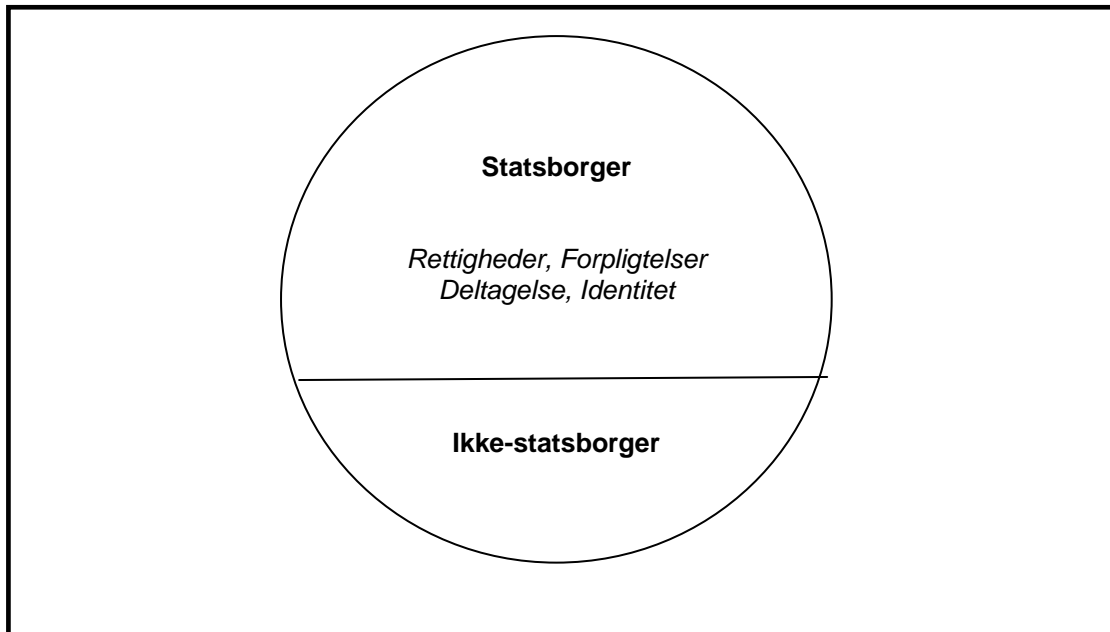 Statsborger
Rettigheder, Forpligtelser
Deltagelse, Identitet
Ikke-statsborger